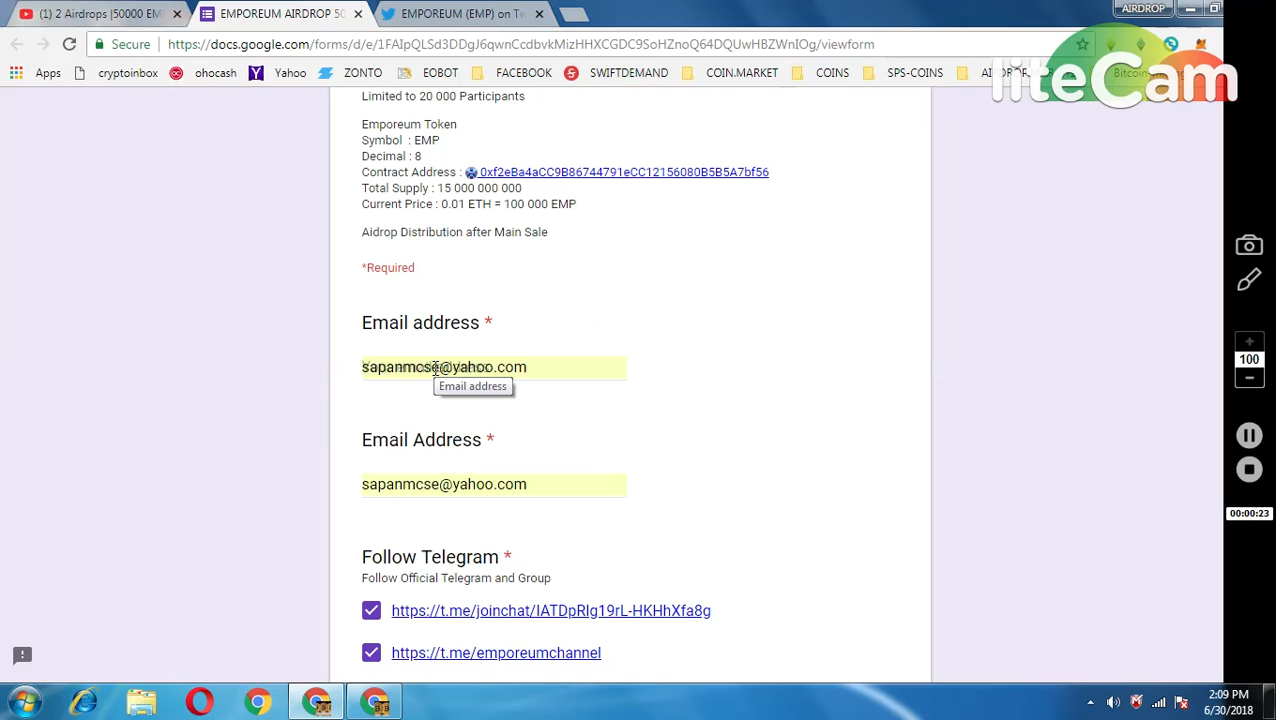 (1) 2 Airdrops |50000 EM
EMPOREUM AIRDROP 50
EMPOREUM (EMP) on Tw
AIRDROP
Secure
https://docs.google.com/forms/d/e/1FAIpQLSd3DDgJ6qwnCcdbvkMizHHXCGDC9SoHZnoQ64DQUwHBZWnIOg/viewform
Apps
cryptoinbox
ohocash
Yahoo
ZONTO
EOBOT
FACEBOOK
SWIFTDEMAND
COIN.MARKET
COINS
SPS-COINS
liteCam
Limited to 20 000 Participants
Emporeum Token
Symbol : EMP
Decimal : 8
Contract Address : 0xf2eBa4aCC9B86744791eCC12156080B5B5A7bf56
Total Supply : 15 000 000 000
Current Price : 0.01 ETH = 100 000 EMP
Aidrop Distribution after Main Sale
*Required
Email address *
sapanmcse@yahoo.com
Email address
Email Address *
sapanmcse@yahoo.com
Follow Telegram *
Follow Official Telegram and Group
https://t.me/joinchat/IATDpRIg19rL-HKHhXfa8g
https://t.me/emporeumchannel
100
00:00:23
2:09 PM
6/30/2018